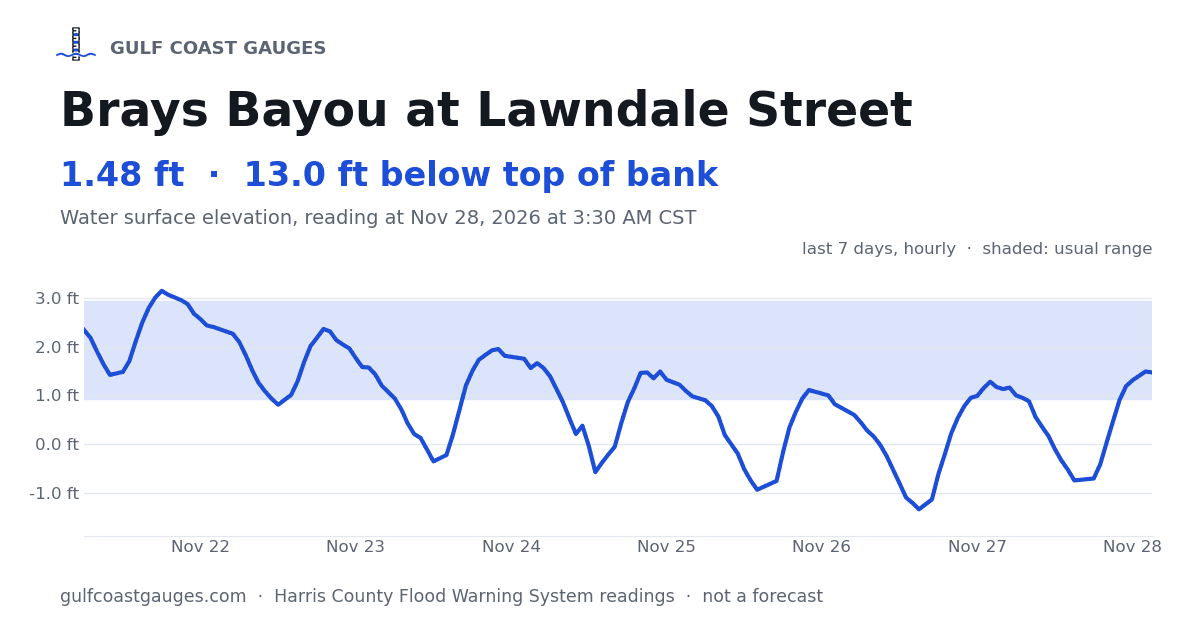 GULF COAST GAUGES
Brays Bayou at Lawndale Street
1.48 ft · 13.0 ft below top of bank
Water surface elevation, reading at Nov 28, 2026 at 3:30 AM CST
last 7 days, hourly · shaded: usual range
3.0 ft
2.0 ft
1.0 ft
0.0 ft
-1.0 ft
Nov 22 Nov 23 Nov 24 Nov 25 Nov 26 Nov 27 Nov 28
gulfcoastgauges.com · Harris County Flood Warning System readings · not a forecast